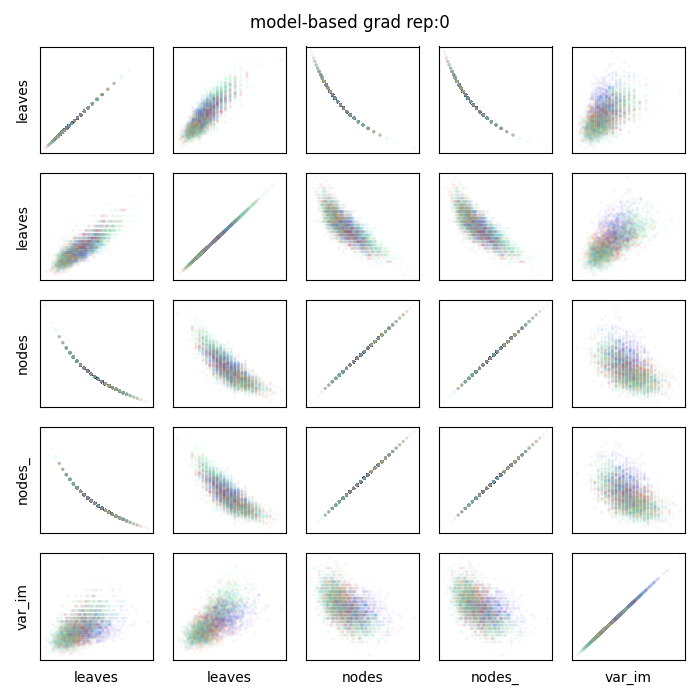 model-based grad rep:0
leaves
leaves
nodes
nodes_
var_im
leaves leaves nodes nodes_ var_im